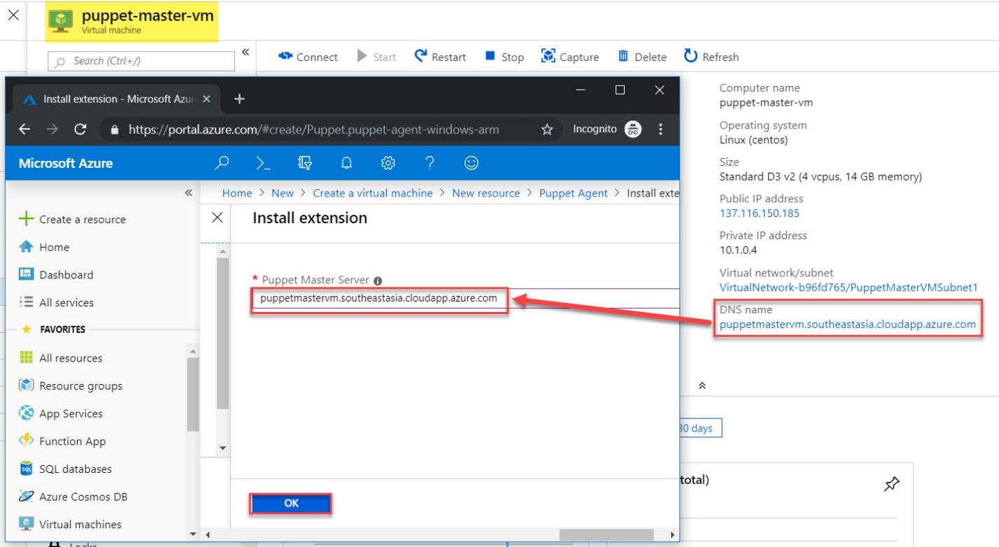 puppet-master-vm
Virtual machine
Search (Ctrl+/)
«
Connect
Start
Restart
Stop
Capture
Delete
Refresh
Install extension - Microsoft Azur
https://portal.azure.com/#create/Puppet.puppet-agent-windows-arm
Incognito
Microsoft Azure
«
Home > New > Create a virtual machine > New resource > Puppet Agent > Install exte
Create a resource
Home
Dashboard
All services
FAVORITES
All resources
Resource groups
App Services
Function App
SQL databases
Azure Cosmos DB
Virtual machines
Install extension
* Puppet Master Server
puppetmastervm.southeastasia.cloudapp.azure.com
OK
Computer name
puppet-master-vm
Operating system
Linux (centos)
Size
Standard D3 v2 (4 vcpus, 14 GB memory)
Public IP address
137.116.150.185
Private IP address
10.1.0.4
Virtual network/subnet
VirtualNetwork-b96fd765/PuppetMasterVMSubnet1
DNS name
puppetmastervm.southeastasia.cloudapp.azure.com
30 days
total)